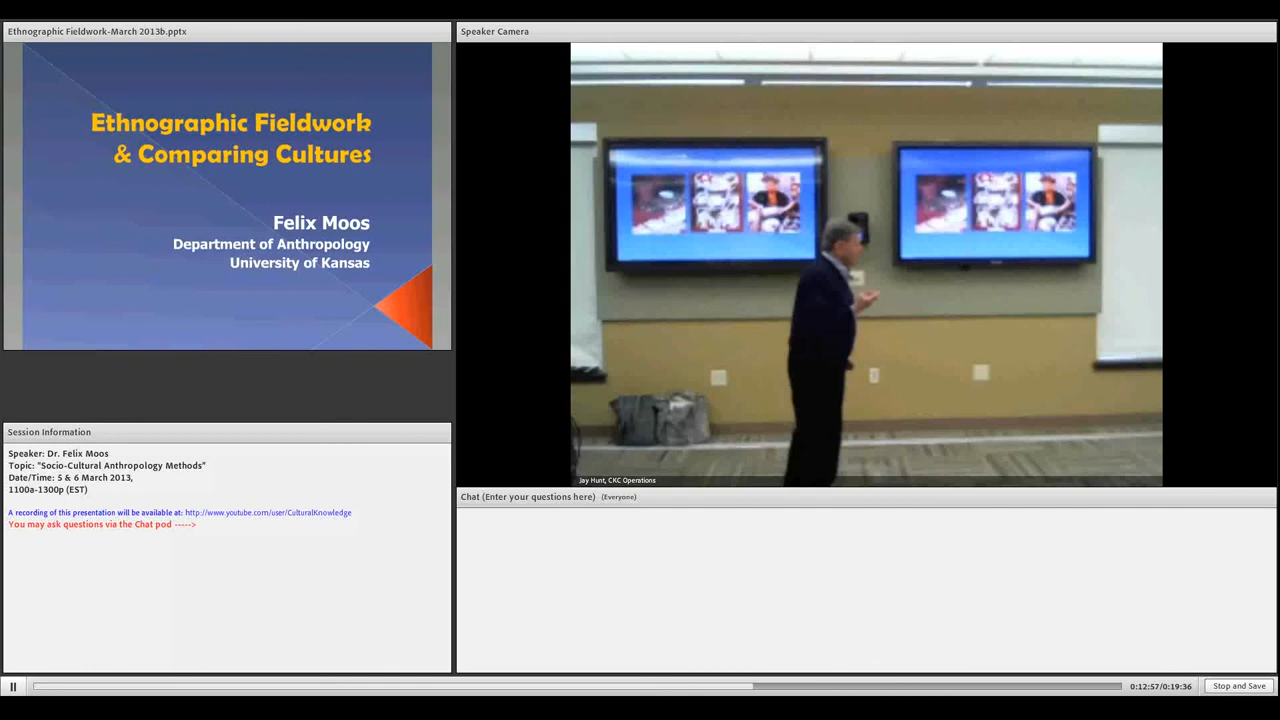 Ethnographic Fieldwork-March 2013b.pptx
Ethnographic Fieldwork
& Comparing Cultures
Felix Moos
Department of Anthropology
University of Kansas
Session Information
Speaker: Dr. Felix Moos
Topic: "Socio-Cultural Anthropology Methods"
Date/Time: 5 & 6 March 2013,
1100a-1300p (EST)
A recording of this presentation will be available at: http://www.youtube.com/user/CulturalKnowledge
You may ask questions via the Chat pod ----->
Speaker Camera
Jay Hunt, CKC Operations
Chat (Enter your questions here) (Everyone)
0:12:57/0:19:36
Stop and Save